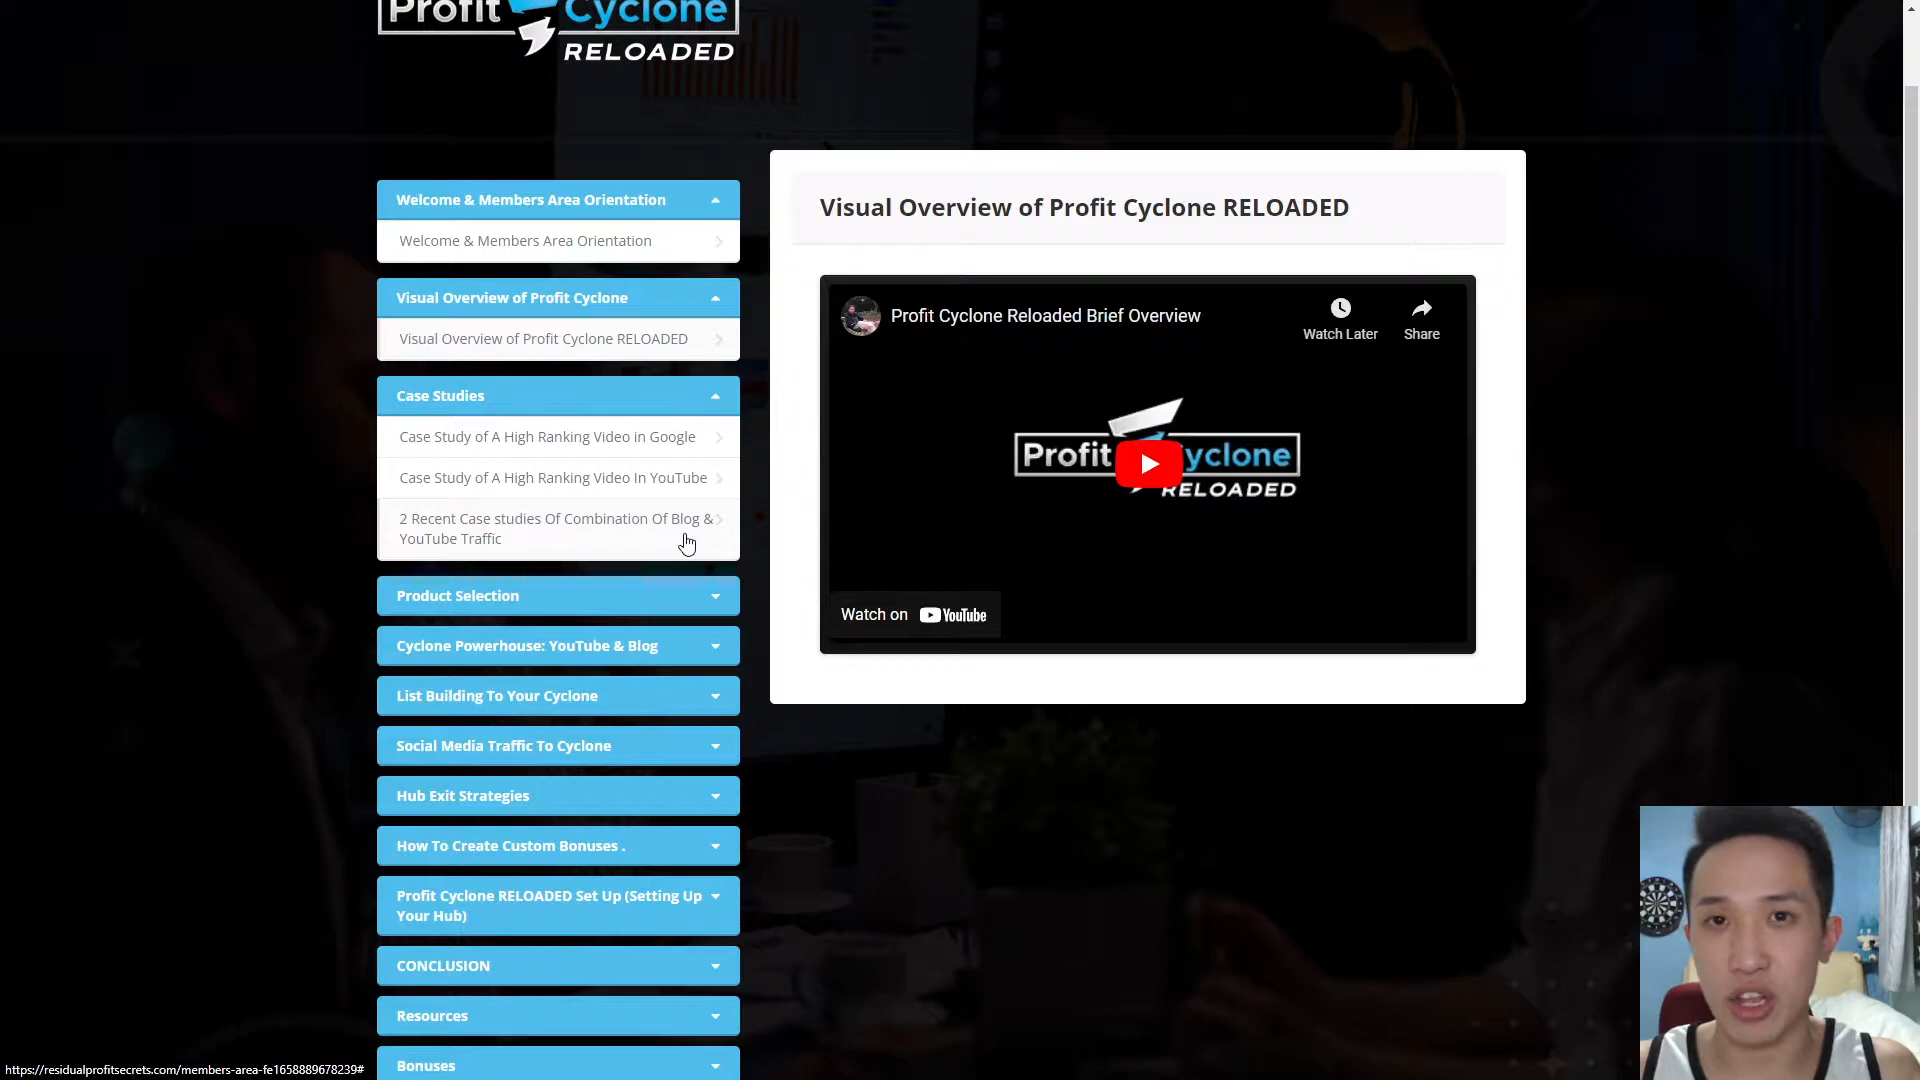 Profit Cyclone
RELOADED
Welcome & Members Area Orientation
Welcome & Members Area Orientation
Visual Overview of Profit Cyclone
Visual Overview of Profit Cyclone RELOADED
Case Studies
Case Study of A High Ranking Video in Google
Case Study of A High Ranking Video In YouTube
2 Recent Case studies Of Combination Of Blog &
YouTube Traffic
Product Selection
Cyclone Powerhouse: YouTube & Blog
List Building To Your Cyclone
Social Media Traffic To Cyclone
Hub Exit Strategies
How To Create Custom Bonuses .
Profit Cyclone RELOADED Set Up (Setting Up
Your Hub)
CONCLUSION
Resources
Bonuses
Visual Overview of Profit Cyclone RELOADED
Profit Cyclone Reloaded Brief Overview
Watch Later
Share
Profit yclone
RELOADED
Watch on YouTube
https://residualprofitsecrets.com/members-area-fe1658889678239#